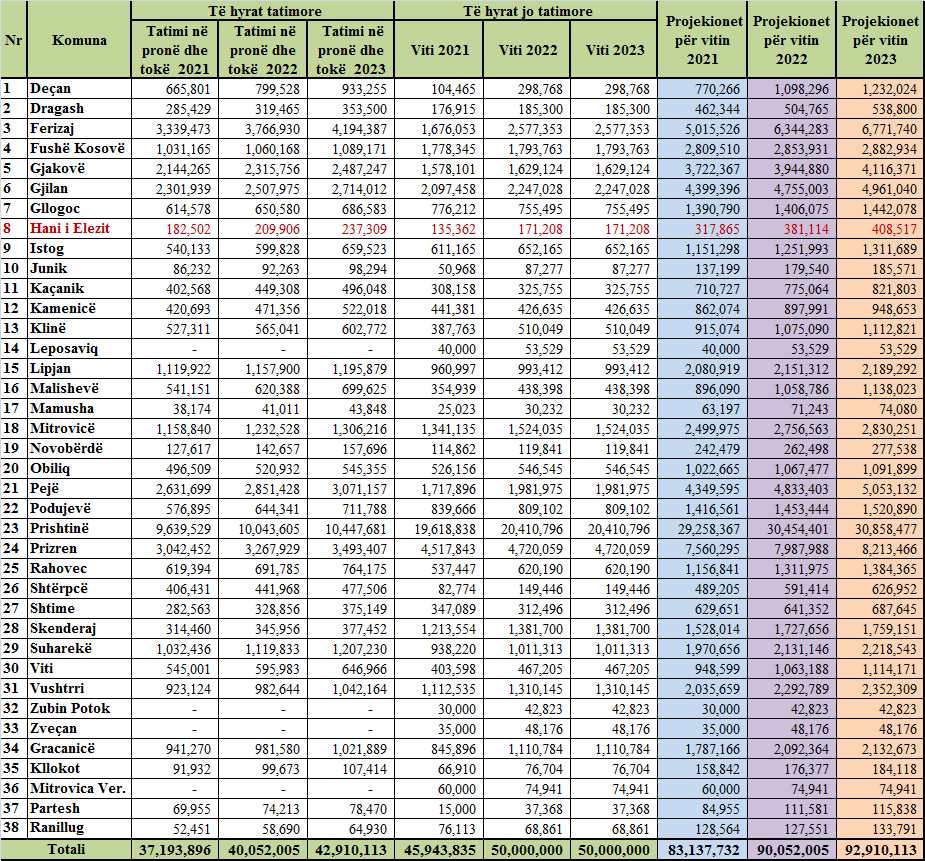 Nr Komuna Të hyrat tatimore Të hyrat jo tatimore Projekionet për vitin 2021 Projekionet për vitin 2022 Projekionet për vitin 2023
Tatimi në pronë dhe tokë 2021 Tatimi në pronë dhe tokë 2022 Tatimi në pronë dhe tokë 2023 Viti 2021 Viti 2022 Viti 2023
1 Deçan 665,801 799,528 933,255 104,465 298,768 298,768 770,266 1,098,296 1,232,024
2 Dragash 285,429 319,465 353,500 176,915 185,300 185,300 462,344 504,765 538,800
3 Ferizaj 3,339,473 3,766,930 4,194,387 1,676,053 2,577,353 2,577,353 5,015,526 6,344,283 6,771,740
4 Fushë Kosovë 1,031,165 1,060,168 1,089,171 1,778,345 1,793,763 1,793,763 2,809,510 2,853,931 2,882,934
5 Gjakovë 2,144,265 2,315,756 2,487,247 1,578,101 1,629,124 1,629,124 3,722,367 3,944,880 4,116,371
6 Gjilan 2,301,939 2,507,975 2,714,012 2,097,458 2,247,028 2,247,028 4,399,396 4,755,003 4,961,040
7 Gllogoc 614,578 650,580 686,583 776,212 755,495 755,495 1,390,790 1,406,075 1,442,078
8 Hani i Elezit 182,502 209,906 237,309 135,362 171,208 171,208 317,865 381,114 408,517
9 Istog 540,133 599,828 659,523 611,165 652,165 652,165 1,151,298 1,251,993 1,311,689
10 Junik 86,232 92,263 98,294 50,968 87,277 87,277 137,199 179,540 185,571
11 Kaçanik 402,568 449,308 496,048 308,158 325,755 325,755 710,727 775,064 821,803
12 Kamenicë 420,693 471,356 522,018 441,381 426,635 426,635 862,074 897,991 948,653
13 Klinë 527,311 565,041 602,772 387,763 510,049 510,049 915,074 1,075,090 1,112,821
14 Leposaviq - - - 40,000 53,529 53,529 40,000 53,529 53,529
15 Lipjan 1,119,922 1,157,900 1,195,879 960,997 993,412 993,412 2,080,919 2,151,312 2,189,292
16 Malishevë 541,151 620,388 699,625 354,939 438,398 438,398 896,090 1,058,786 1,138,023
17 Mamusha 38,174 41,011 43,848 25,023 30,232 30,232 63,197 71,243 74,080
18 Mitrovicë 1,158,840 1,232,528 1,306,216 1,341,135 1,524,035 1,524,035 2,499,975 2,756,563 2,830,251
19 Novobërdë 127,617 142,657 157,696 114,862 119,841 119,841 242,479 262,498 277,538
20 Obiliq 496,509 520,932 545,355 526,156 546,545 546,545 1,022,665 1,067,477 1,091,899
21 Pejë 2,631,699 2,851,428 3,071,157 1,717,896 1,981,975 1,981,975 4,349,595 4,833,403 5,053,132
22 Podujevë 576,895 644,341 711,788 839,666 809,102 809,102 1,416,561 1,453,444 1,520,890
23 Prishtinë 9,639,529 10,043,605 10,447,681 19,618,838 20,410,796 20,410,796 29,258,367 30,454,401 30,858,477
24 Prizren 3,042,452 3,267,929 3,493,407 4,517,843 4,720,059 4,720,059 7,560,295 7,987,988 8,213,466
25 Rahovec 619,394 691,785 764,175 537,447 620,190 620,190 1,156,841 1,311,975 1,384,365
26 Shtërpcë 406,431 441,968 477,506 82,774 149,446 149,446 489,205 591,414 626,952
27 Shtime 282,563 328,856 375,149 347,089 312,496 312,496 629,651 641,352 687,645
28 Skenderaj 314,460 345,956 377,452 1,213,554 1,381,700 1,381,700 1,528,014 1,727,656 1,759,151
29 Suharekë 1,032,436 1,119,833 1,207,230 938,220 1,011,313 1,011,313 1,970,656 2,131,146 2,218,543
30 Viti 545,001 595,983 646,966 403,598 467,205 467,205 948,599 1,063,188 1,114,171
31 Vushtrri 923,124 982,644 1,042,164 1,112,535 1,310,145 1,310,145 2,035,659 2,292,789 2,352,309
32 Zubin Potok - - - 30,000 42,823 42,823 30,000 42,823 42,823
33 Zveçan - - - 35,000 48,176 48,176 35,000 48,176 48,176
34 Gracanicë 941,270 981,580 1,021,889 845,896 1,110,784 1,110,784 1,787,166 2,092,364 2,132,673
35 Kllokot 91,932 99,673 107,414 66,910 76,704 76,704 158,842 176,377 184,118
36 Mitrovica Ver. - - - 60,000 74,941 74,941 60,000 74,941 74,941
37 Partesh 69,955 74,213 78,470 15,000 37,368 37,368 84,955 111,581 115,838
38 Ranillug 52,451 58,690 64,930 76,113 68,861 68,861 128,564 127,551 133,791
Totali 37,193,896 40,052,005 42,910,113 45,943,835 50,000,000 50,000,000 83,137,732 90,052,005 92,910,113